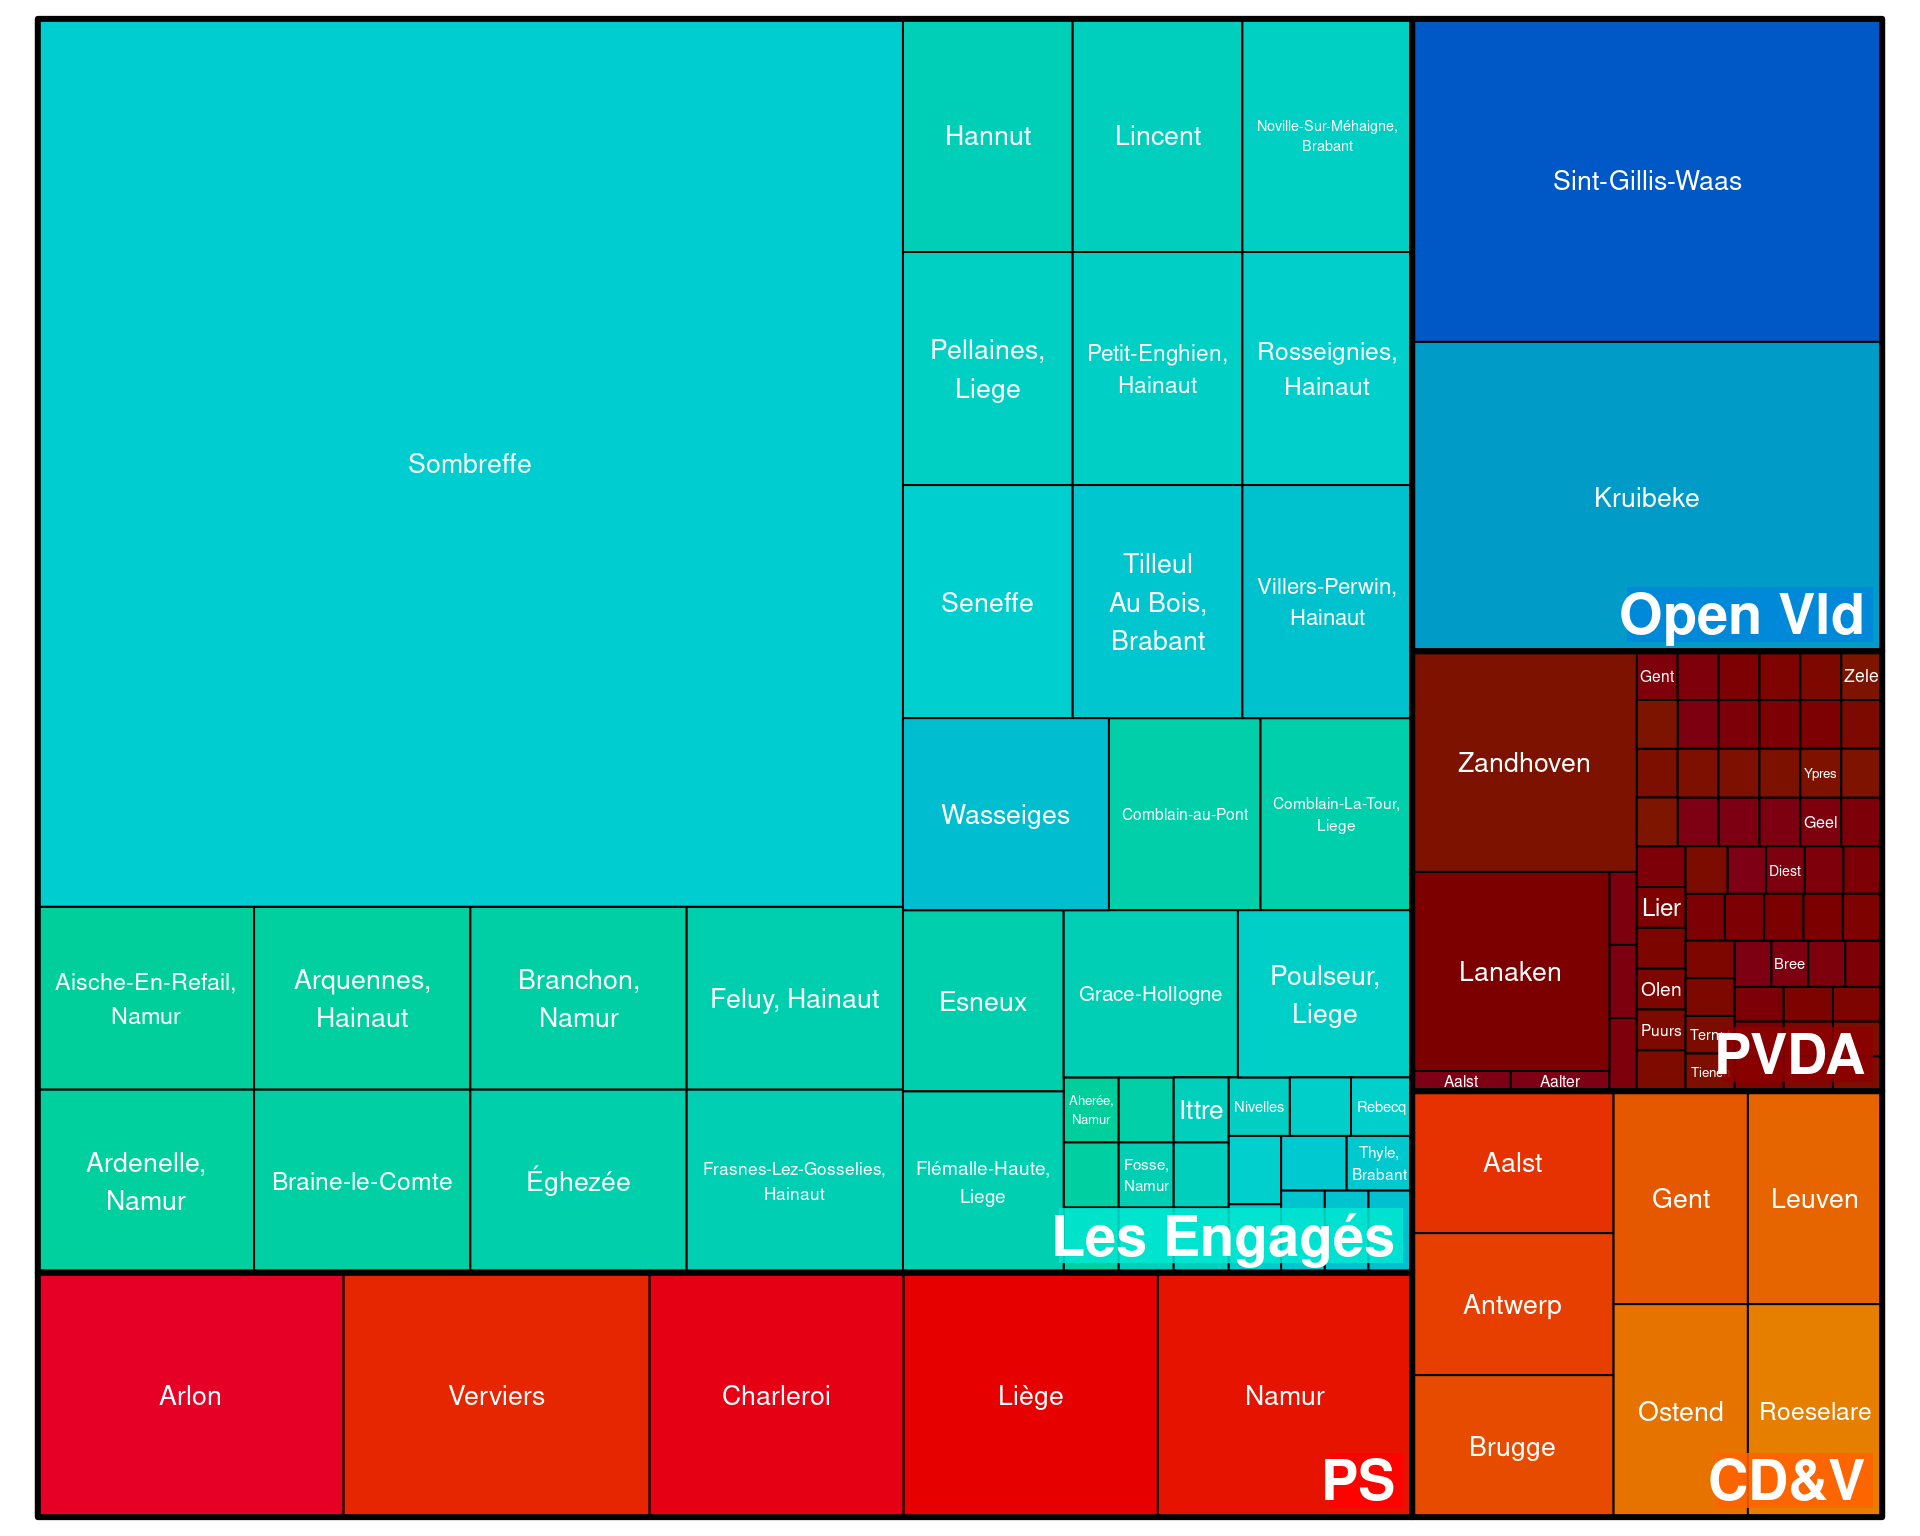 Sombreffe
Hannut
Lincent
Noville-Sur-Méhaigne,
Brabant
Pellaines,
Liege
Petit-Enghien,
Hainaut
Rosseignies,
Hainaut
Seneffe
Tilleul
Au Bois,
Brabant
Villers-Perwin,
Hainaut
Wasseiges
Comblain-au-Pont
Comblain-La-Tour,
Liege
Aische-En-Refail,
Namur
Arquennes,
Hainaut
Branchon,
Namur
Feluy, Hainaut
Ardenelle,
Namur
Braine-le-Comte
Éghezée
Frasnes-Lez-Gosselies,
Hainaut
Esneux
Grace-Hollogne
Poulseur,
Liege
Flémalle-Haute,
Liege
Aherée,
Namur
Ittre
Nivelles
Rebecq
Fosse,
Namur
Thyle,
Brabant
Les Engagés
Arlon
Verviers
Charleroi
Liège
Namur
PS
Sint-Gillis-Waas
Kruibeke
Open Vld
Zandhoven
Gent
Zele
Ypres
Geel
Lanaken
Diest
Lier
Bree
Olen
Puurs
Aalst
Aalter
PVDA
Aalst
Antwerp
Brugge
Gent
Leuven
Ostend
Roeselare
CD&V